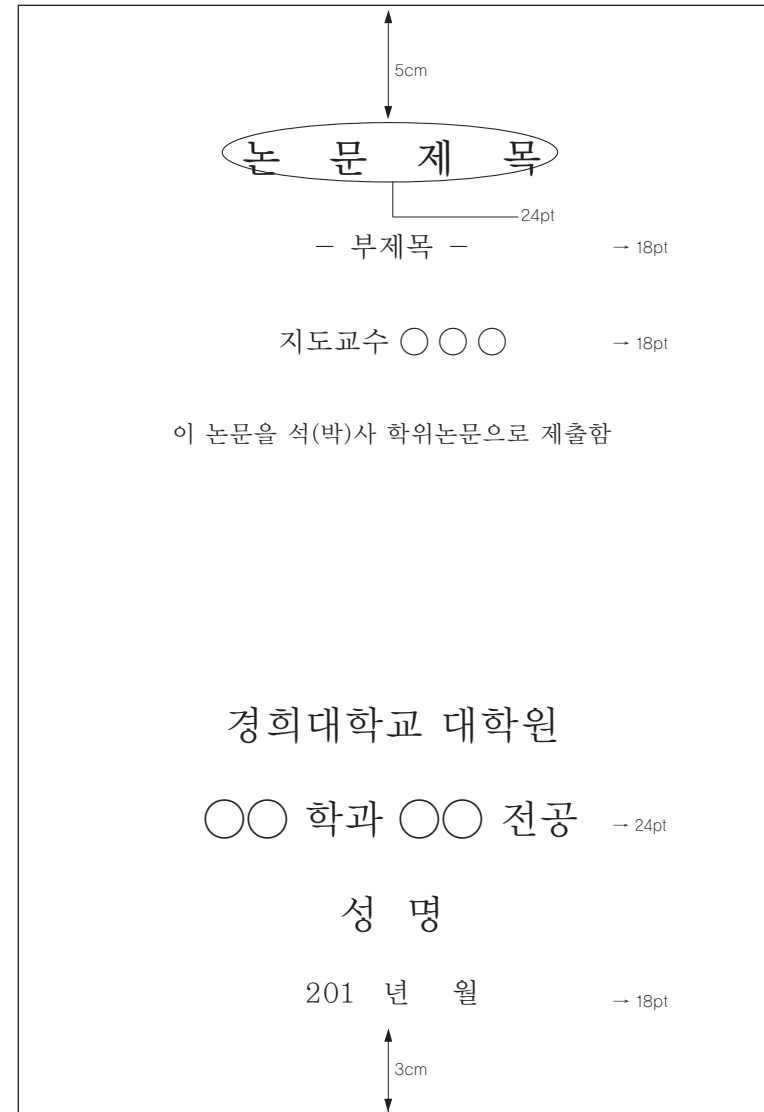 5cm
논 문 제 목
24pt
- 부제목 - → 18pt
지도교수 ○ ○ ○ → 18pt
이 논문을 석(박)사 학위논문으로 제출함
경희대학교 대학원
○○ 학과 ○○ 전공 → 24pt
성 명
201 년 월 → 18pt
3cm